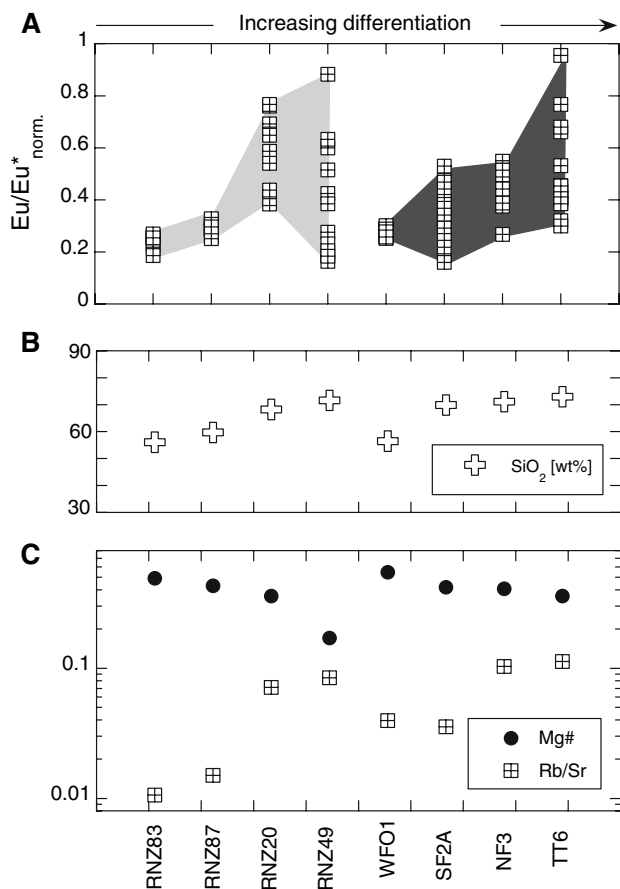 Increasing differentiation
A
Eu/Eu*norm.
1
0.8
0.6
0.4
0.2
0
B
90
60
30
SiO2 [wt%]
C
0.1
0.01
Mg#
Rb/Sr
RNZ83
RNZ87
RNZ20
RNZ49
WFO1
SF2A
NF3
TT6